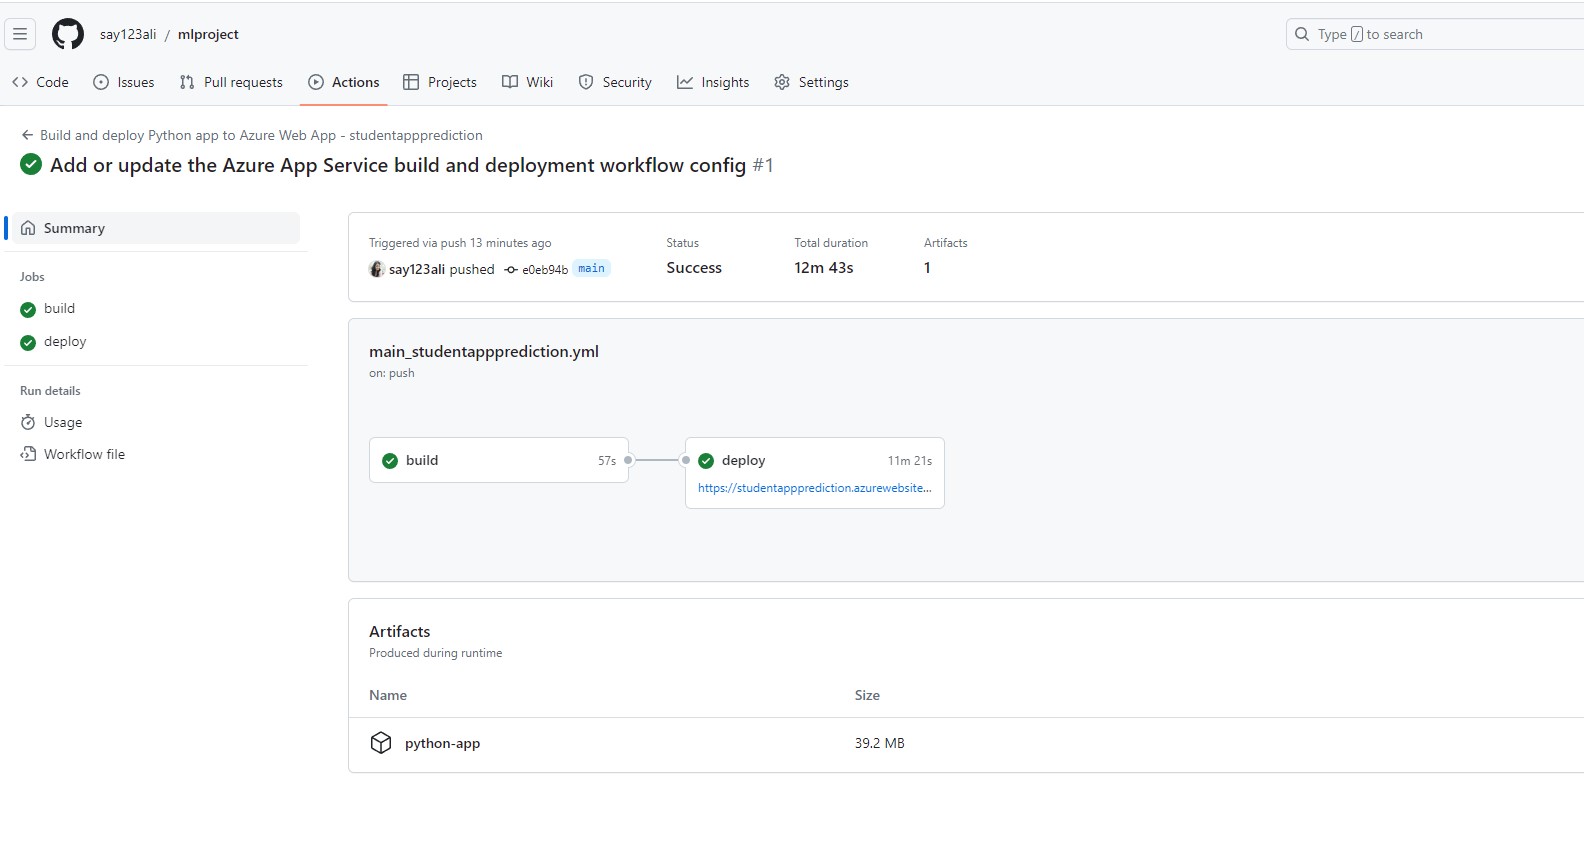 say123ali / mlproject
Type / to search
Code Issues Pull requests Actions Projects Wiki Security Insights Settings
← Build and deploy Python app to Azure Web App - studentappprediction
Add or update the Azure App Service build and deployment workflow config #1
Summary
Jobs
build
deploy
Run details
Usage
Workflow file
Triggered via push 13 minutes ago
say123ali pushed e0eb94b main
Status
Success
Total duration
12m 43s
Artifacts
1
main_studentappprediction.yml
on: push
build 57s
deploy 11m 21s
https://studentappprediction.azurewebsite...
Artifacts
Produced during runtime
Name Size
python-app 39.2 MB